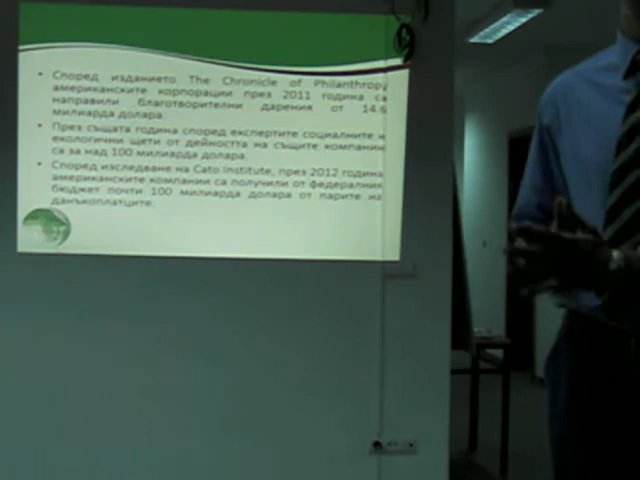 • Според изданието The Chronicle of Philanthropy
американските корпорации през 2011 година са
направили благотворителни дарения от 14.6
милиарда долара.
• През същата година според експертите социалните и
екологични щети от дейността на същите компании
са за над 100 милиарда долара.
• Според изследване на Cato Institute, през 2012 година
американските компании са получили от федералния
бюджет почти 100 милиарда долара от парите на
данъкоплатците.